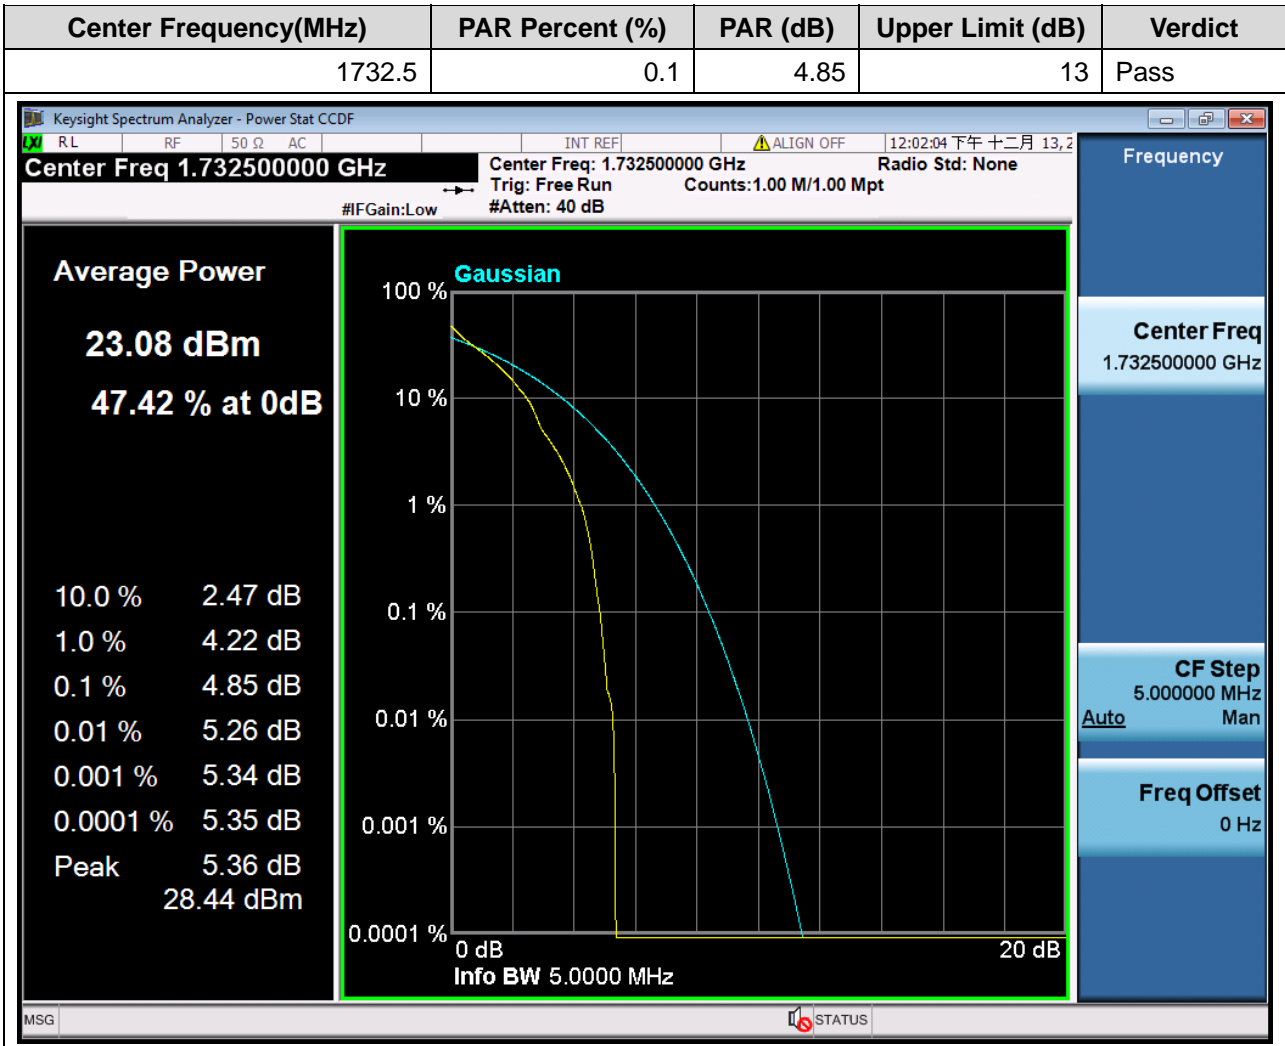 Center Frequency(MHz) PAR Percent (%) PAR (dB) Upper Limit (dB) Verdict
1732.5 0.1 4.85 13 Pass
Keysight Spectrum Analyzer - Power Stat CCDF
LXI RL RF 50 Ω AC INT REF ALIGN OFF 12:02:04 下午 十二月 13, 2
Center Freq 1.732500000 GHz
Center Freq: 1.732500000 GHz Radio Std: None
Trig: Free Run Counts:1.00 M/1.00 Mpt
#IFGain:Low #Atten: 40 dB
Average Power
23.08 dBm
47.42 % at 0dB
10.0 % 2.47 dB
1.0 % 4.22 dB
0.1 % 4.85 dB
0.01 % 5.26 dB
0.001 % 5.34 dB
0.0001 % 5.35 dB
Peak 5.36 dB
28.44 dBm
Gaussian
100 %
10 %
1 %
0.1 %
0.01 %
0.001 %
0.0001 %
0 dB 20 dB
Info BW 5.0000 MHz
Frequency
Center Freq
1.732500000 GHz
CF Step
5.000000 MHz
Auto Man
Freq Offset
0 Hz
MSG STATUS